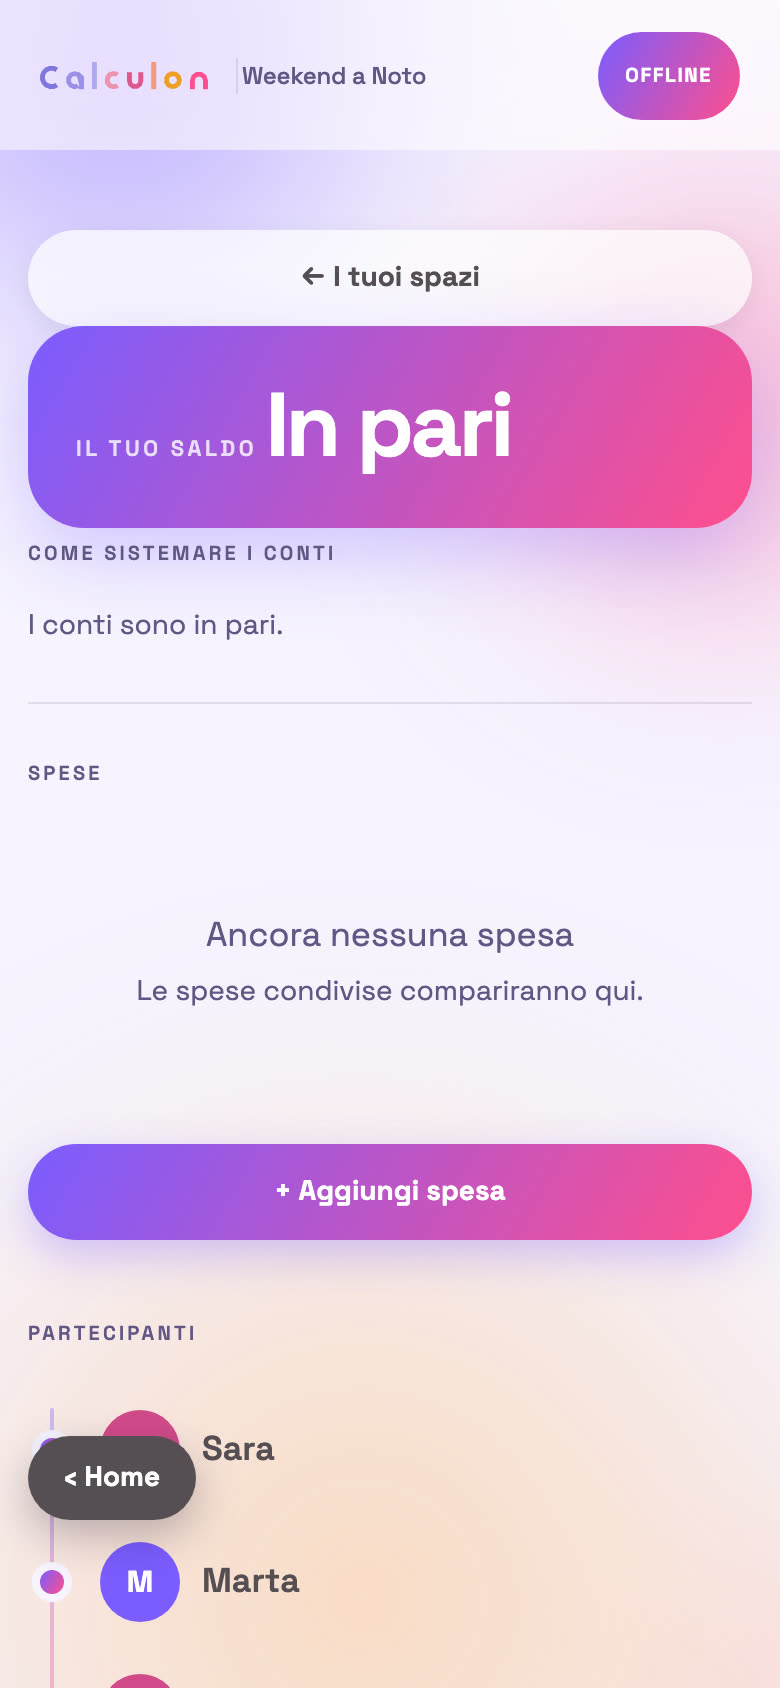 Calculon
Weekend a Noto
OFFLINE
← I tuoi spazi
IL TUO SALDO In pari
COME SISTEMARE I CONTI
I conti sono in pari.
SPESE
Ancora nessuna spesa
Le spese condivise compariranno qui.
+ Aggiungi spesa
PARTECIPANTI
Sara
< Home
M Marta